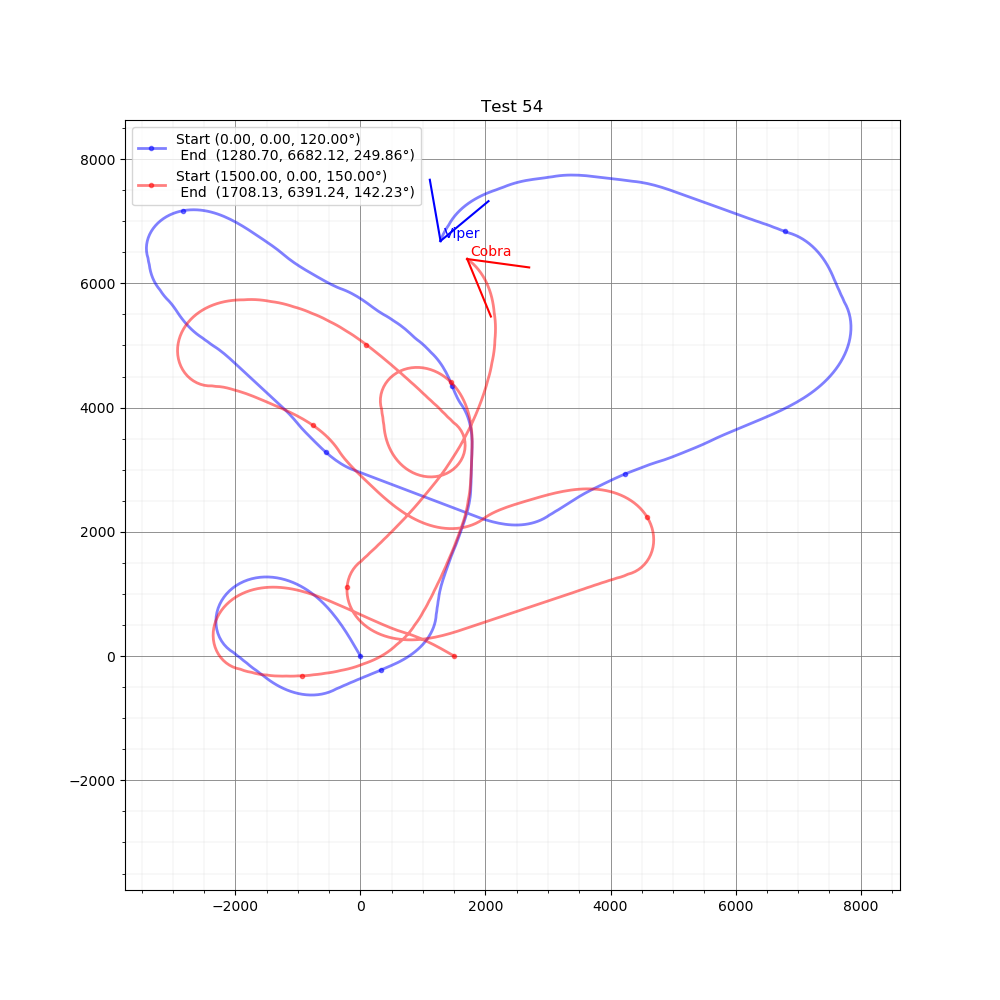 Test 54
Start (0.00, 0.00, 120.00°)
End (1280.70, 6682.12, 249.86°)
Start (1500.00, 0.00, 150.00°)
End (1708.13, 6391.24, 142.23°)
Viper
Cobra
8000
6000
4000
2000
0
−2000
−2000
0
2000
4000
6000
8000